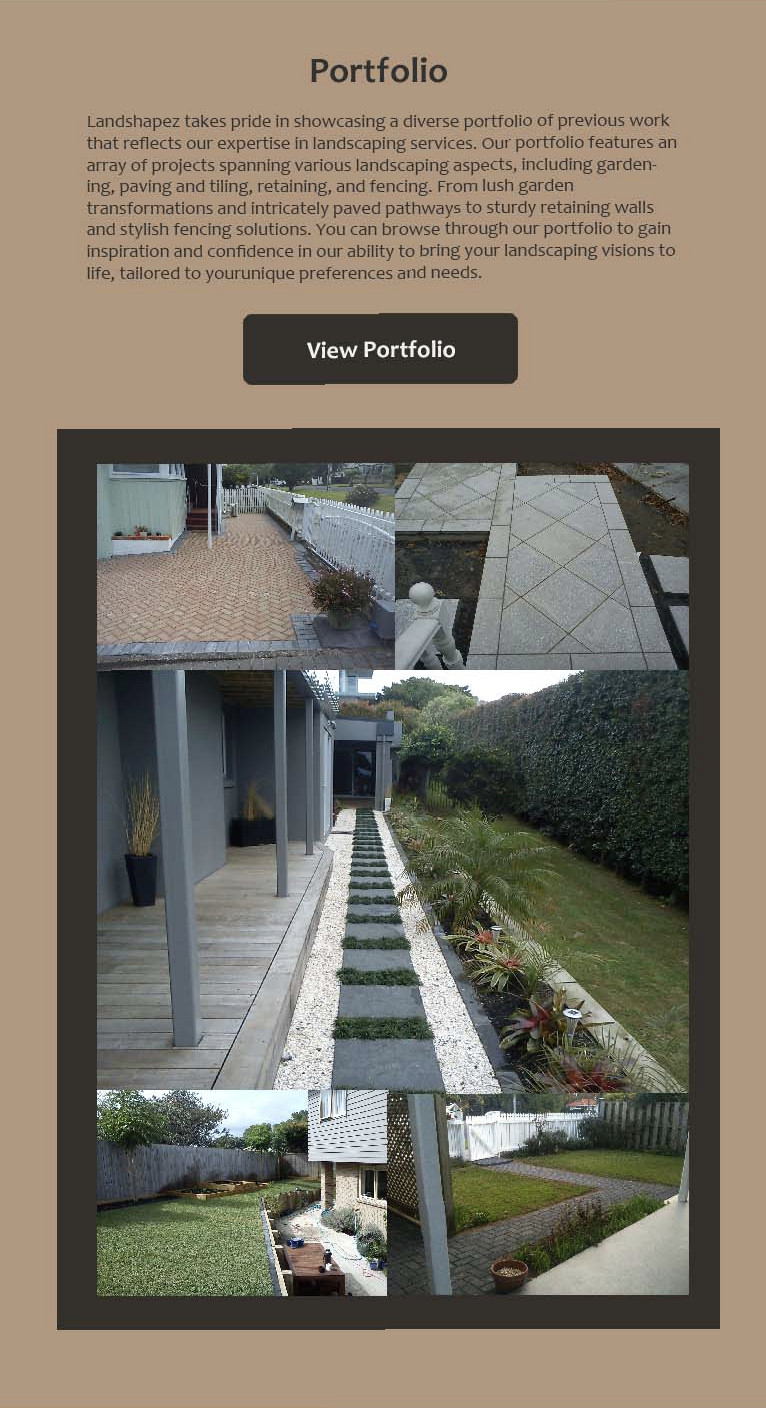 Portfolio
Landshapez takes pride in showcasing a diverse portfolio of previous work
that reflects our expertise in landscaping services. Our portfolio features an
array of projects spanning various landscaping aspects, including garden-
ing, paving and tiling, retaining, and fencing. From lush garden
transformations and intricately paved pathways to sturdy retaining walls
and stylish fencing solutions. You can browse through our portfolio to gain
inspiration and confidence in our ability to bring your landscaping visions to
life, tailored to yourunique preferences and needs.
View Portfolio